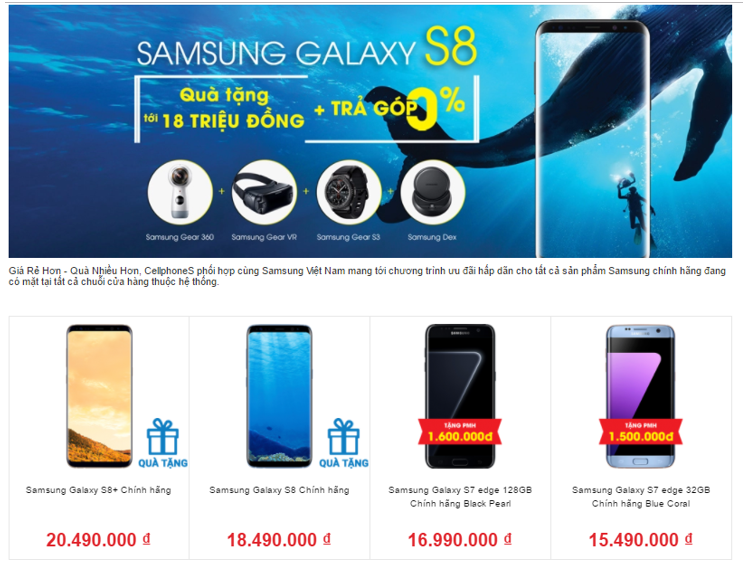 SAMSUNG GALAXY S8
Quà tặng
tới 18 TRIỆU ĐỒNG
+ TRẢ GÓP 0%
+ + +
Samsung Gear 360 Samsung Gear VR Samsung Gear S3 Samsung Dex
Giá Rẻ Hơn - Quà Nhiều Hơn, CellphoneS phối hợp cùng Samsung Việt Nam mang tới chương trình ưu đãi hấp dẫn cho tất cả sản phẩm Samsung chính hãng đang
có mặt tại tất cả chuỗi cửa hàng thuộc hệ thống.
QUÀ TẶNG
Samsung Galaxy S8+ Chính hãng
20.490.000 ₫
QUÀ TẶNG
Samsung Galaxy S8 Chính hãng
18.490.000 ₫
SAMSUNG
TẶNG PMH
1.600.000đ
Samsung Galaxy S7 edge 128GB
Chính hãng Black Pearl
16.990.000 ₫
SAMSUNG
TẶNG PMH
1.500.000đ
Samsung Galaxy S7 edge 32GB
Chính hãng Blue Coral
15.490.000 ₫